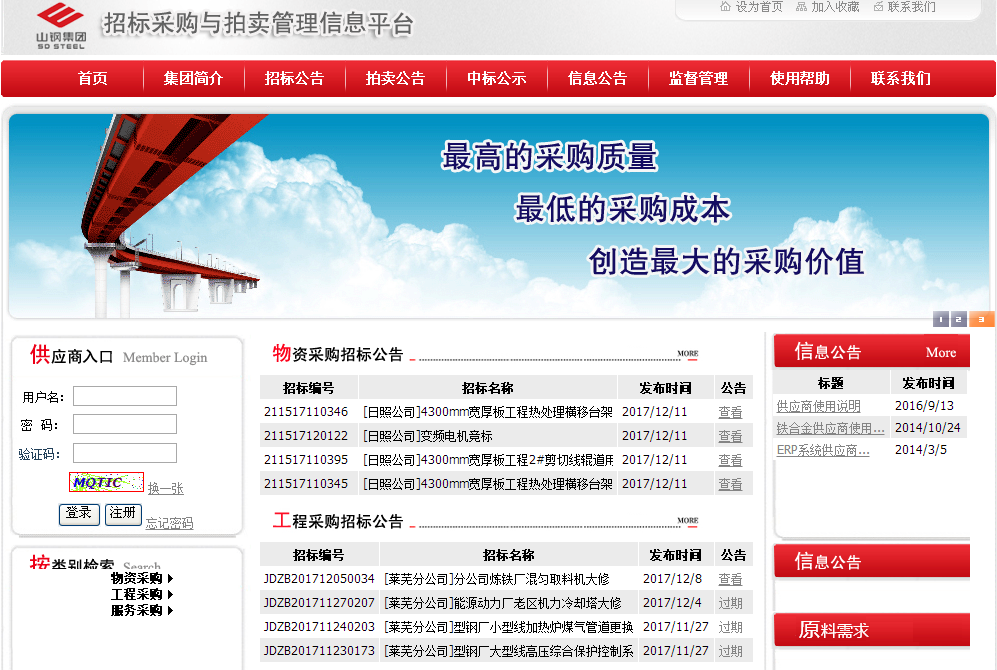 设为首页 加入收藏 联系我们
山钢集团
SD STEEL
招标采购与拍卖管理信息平台
首页 集团简介 招标公告 拍卖公告 中标公示 信息公告 监督管理 使用帮助 联系我们
最高的采购质量
最低的采购成本
创造最大的采购价值
1 2 3
供应商入口 Member Login
用户名：
密 码：
验证码：
MQTIC 换一张
登录 注册 忘记密码
按类别检索 Search
物资采购
工程采购
服务采购
物资采购招标公告 MORE
招标编号 招标名称 发布时间 公告
211517110346 [日照公司]4300mm宽厚板工程热处理横移台架 2017/12/11 查看
211517120122 [日照公司]变频电机竞标 2017/12/11 查看
211517110395 [日照公司]4300mm宽厚板工程2#剪切线辊道用 2017/12/11 查看
211517110345 [日照公司]4300mm宽厚板工程热处理横移台架 2017/12/11 查看
工程采购招标公告 MORE
招标编号 招标名称 发布时间 公告
JDZB201712050034 [莱芜分公司]分公司炼铁厂混匀取料机大修 2017/12/8 查看
JDZB201711270207 [莱芜分公司]能源动力厂老区机力冷却塔大修 2017/12/4 过期
JDZB201711240203 [莱芜分公司]型钢厂小型线加热炉煤气管道更换 2017/11/27 过期
JDZB201711230173 [莱芜分公司]型钢厂大型线高压综合保护控制系 2017/11/27 过期
信息公告 More
标题 发布时间
供应商使用说明 2016/9/13
铁合金供应商使用... 2014/10/24
ERP系统供应商... 2014/3/5
信息公告
原料需求